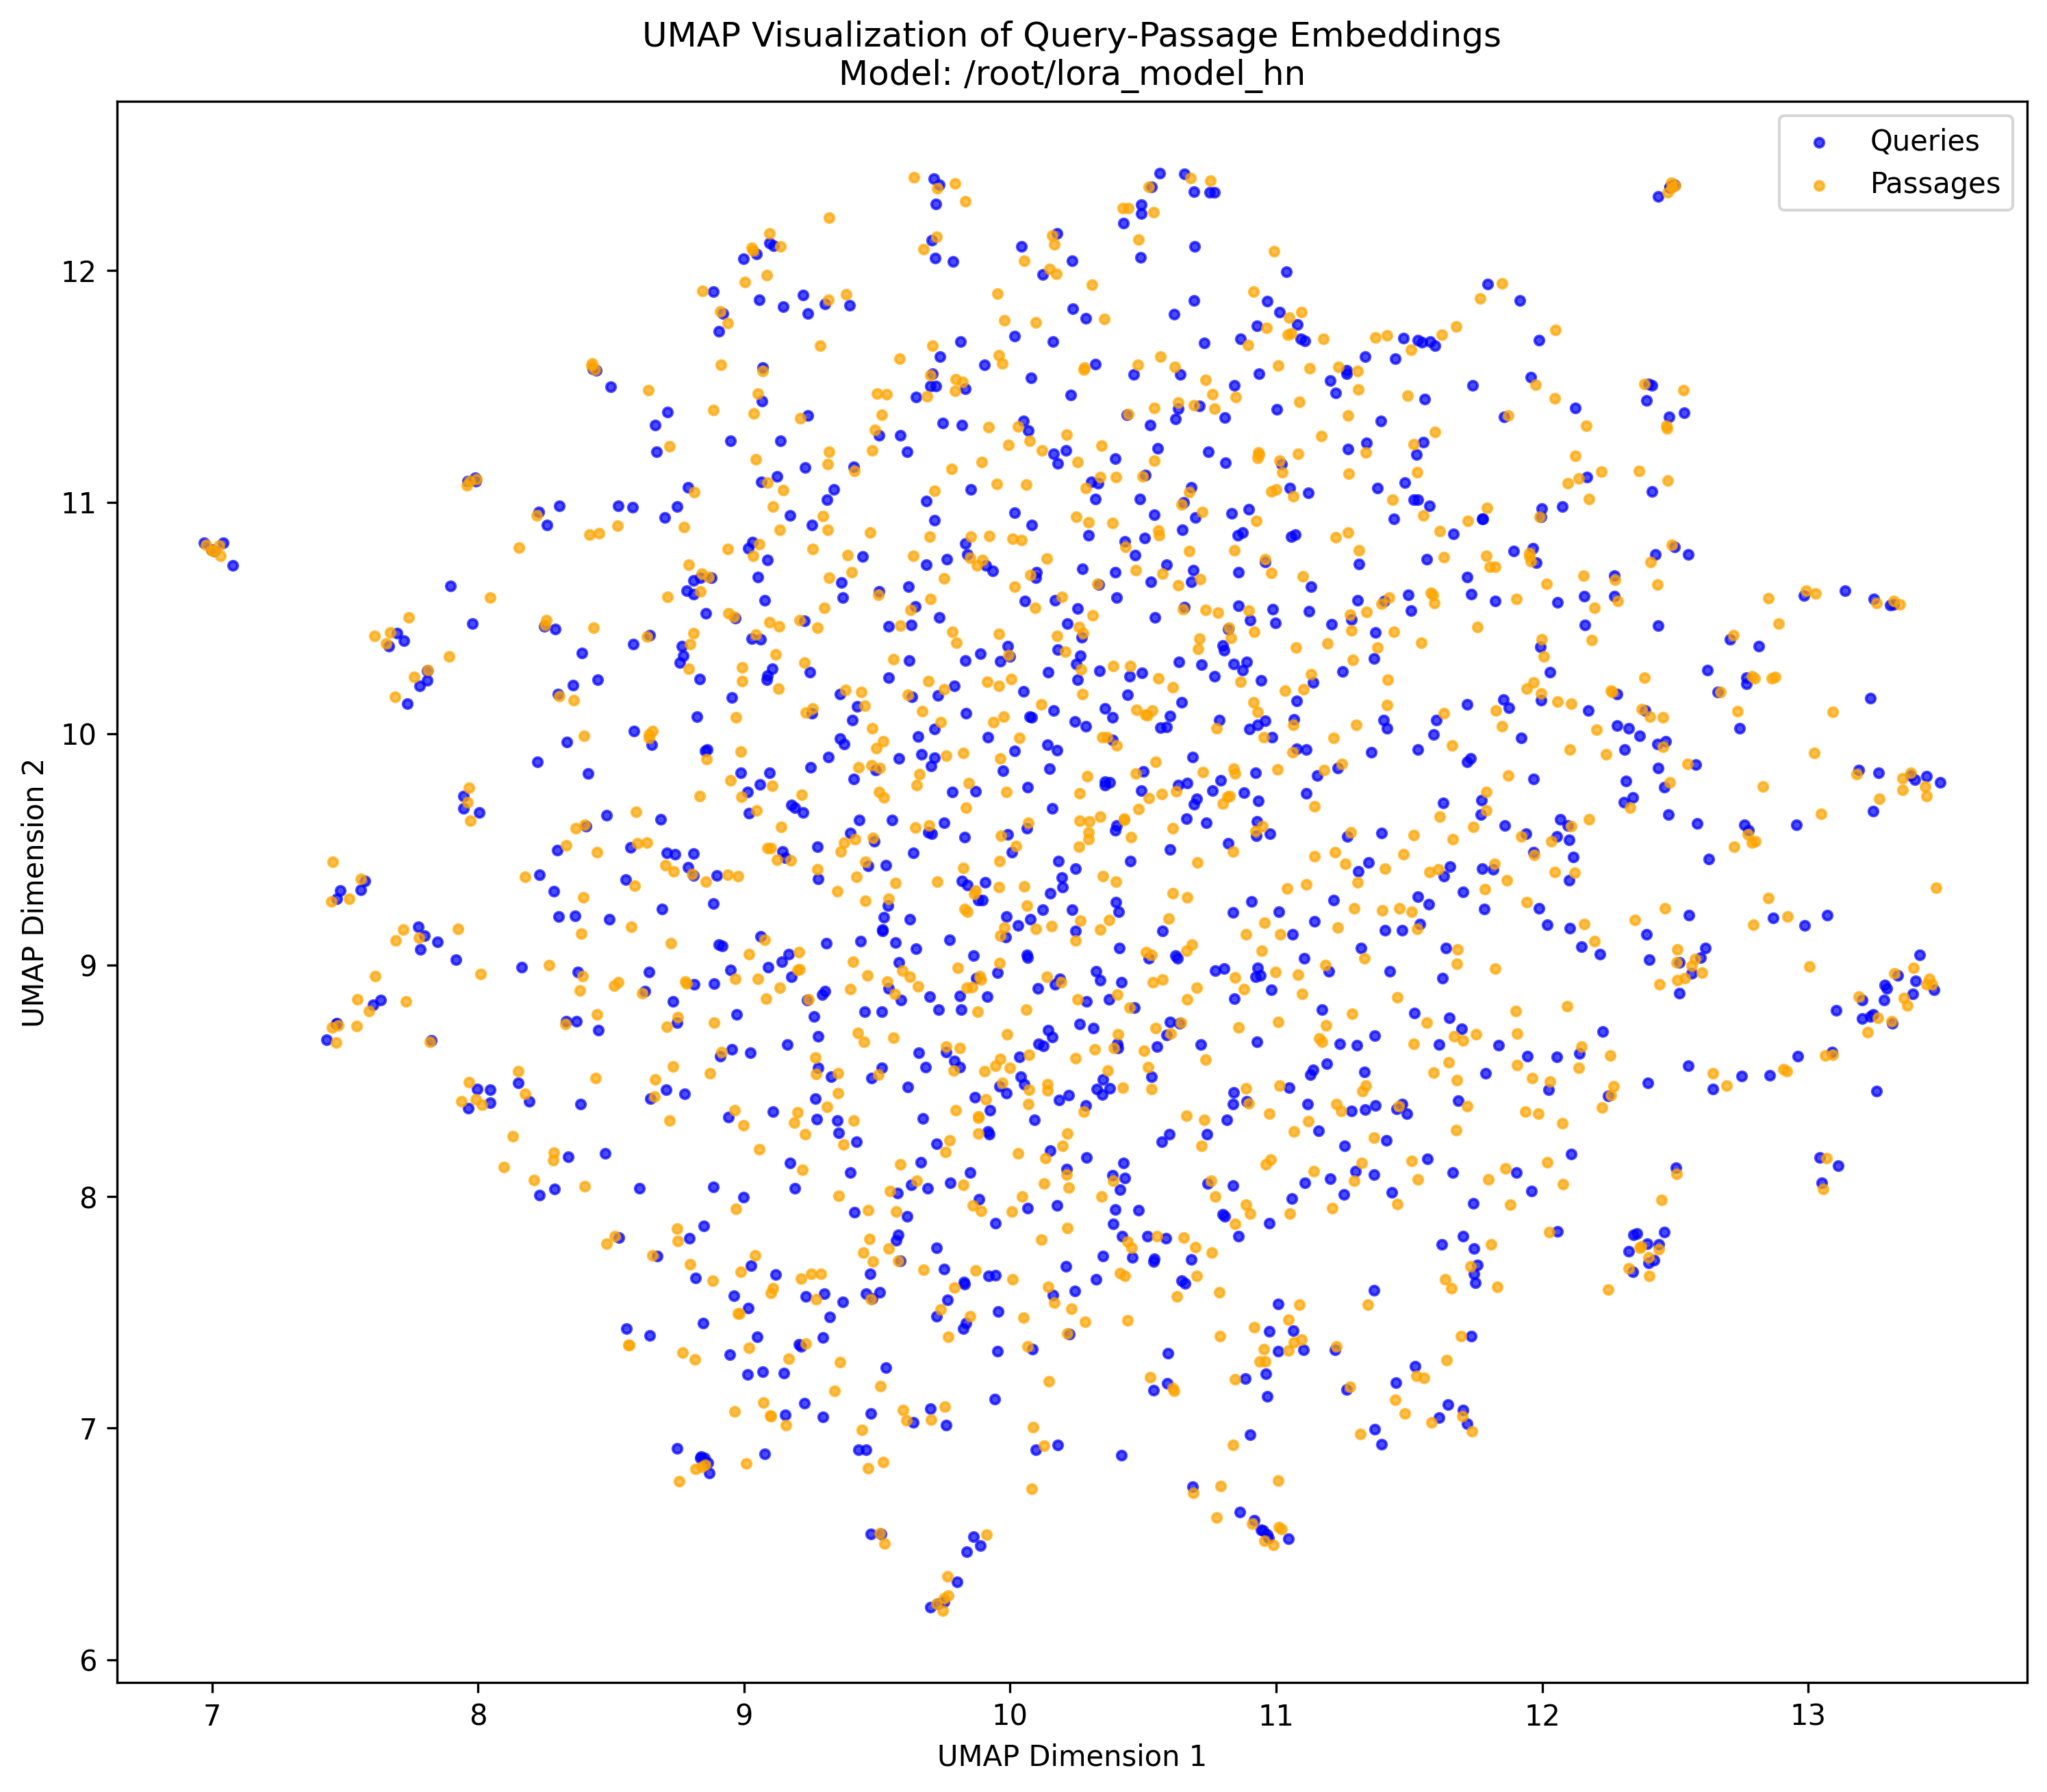 UMAP Visualization of Query-Passage Embeddings
Model: /root/lora_model_hn
Queries
Passages
UMAP Dimension 2
12
11
10
9
8
7
6
7 8 9 10 11 12 13
UMAP Dimension 1